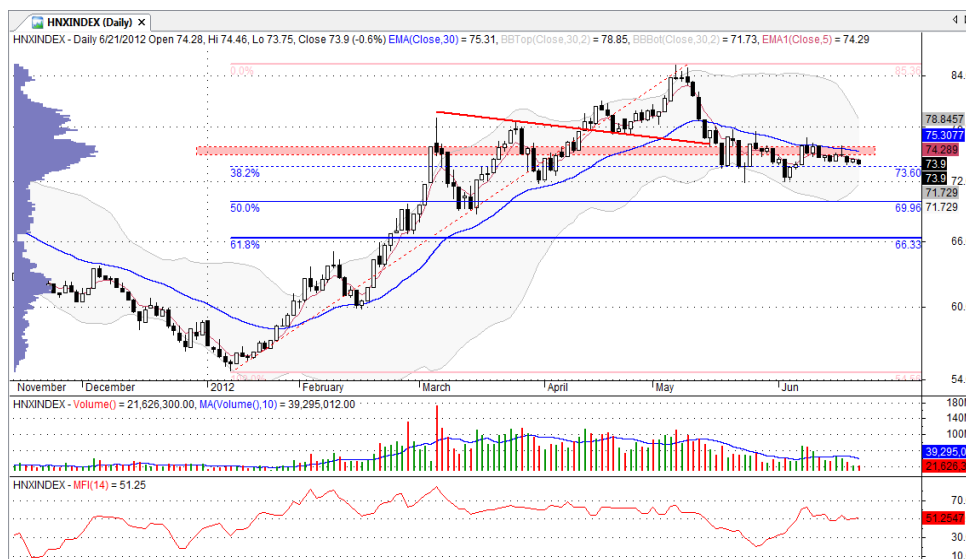 HNXINDEX (Daily)
HNXINDEX - Daily 6/21/2012 Open 74.28, Hi 74.46, Lo 73.75, Close 73.9 (-0.6%) EMA(Close,30) = 75.31, BBTop(Close,30,2) = 78.85, BBBot(Close,30,2) = 71.73, EMA1(Close,5) = 74.29
0.0% 85.36
84.
78.8457
75.3077
74.289
73.9
38.2% 73.60
73.9
72.
71.729
50.0% 69.96
71.729
61.8% 66.33
66.
60.
54.
November December 2012 February March April May Jun
HNXINDEX - Volume() = 21,626,300.00, MA(Volume(),10) = 39,295,012.00
180M
140M
100M
39,295.0
21,626.3
HNXINDEX - MFI(14) = 51.25
70.
51.2547
30.
10